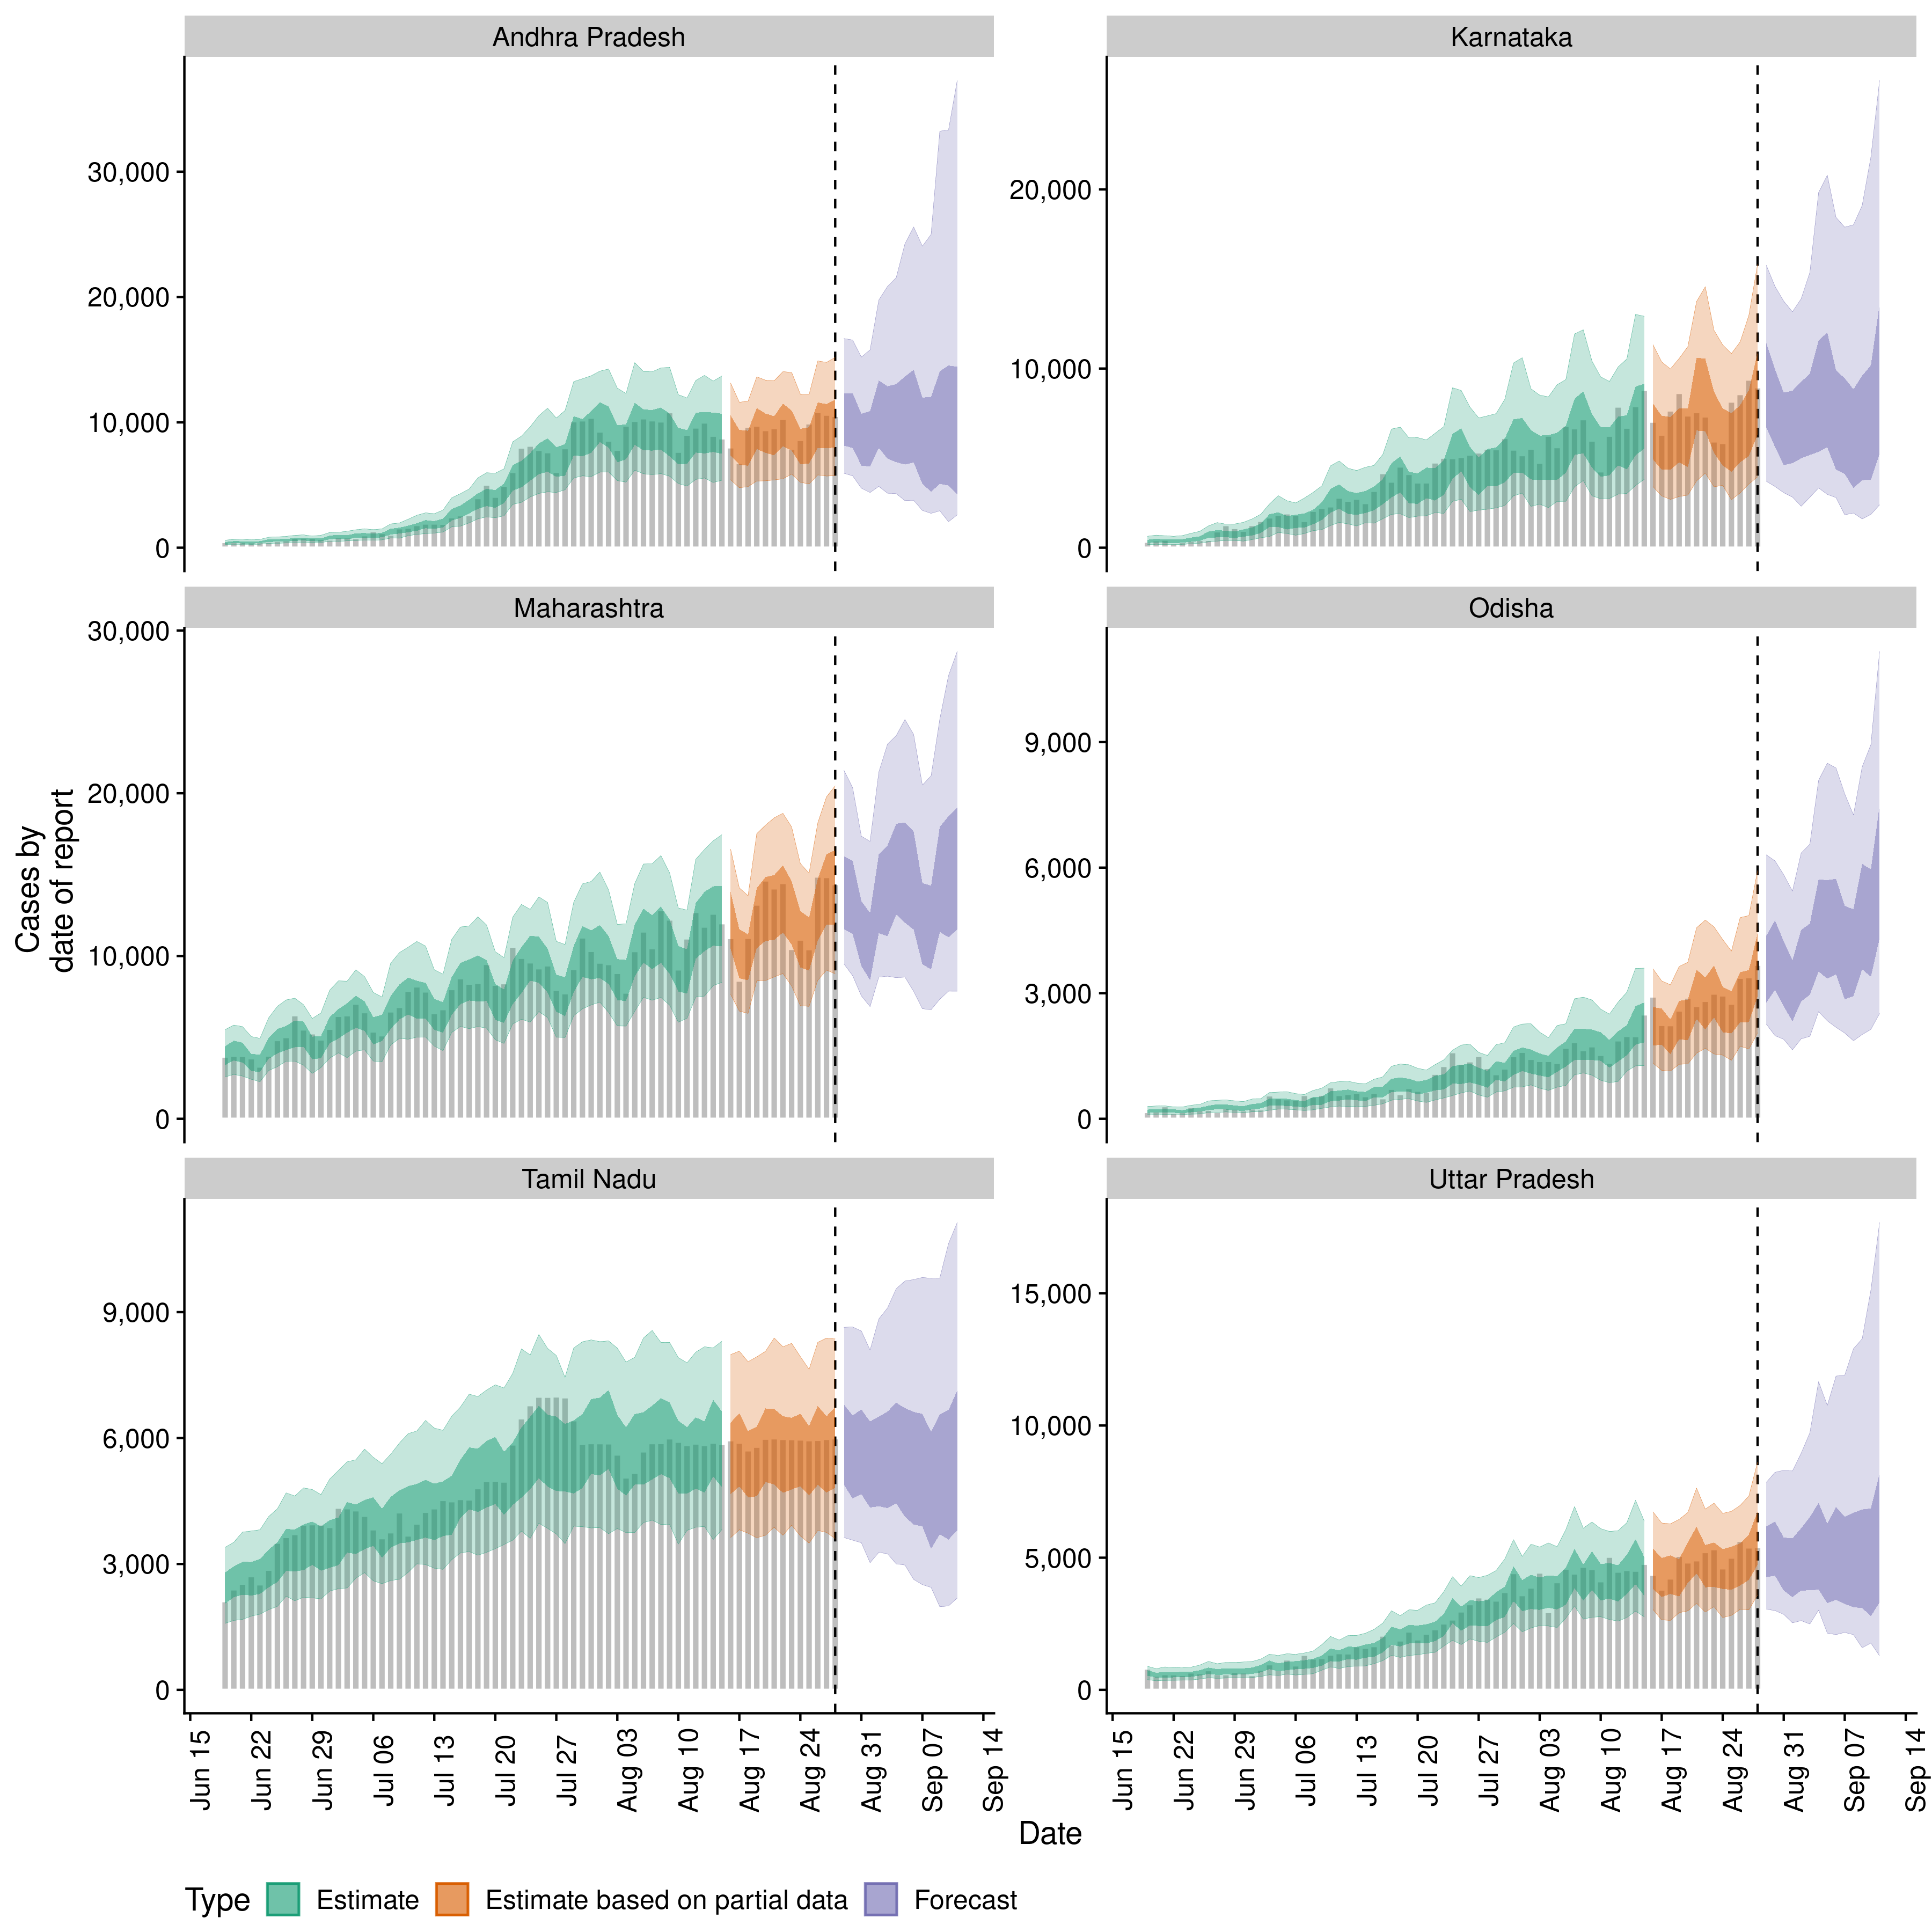 Andhra Pradesh
Karnataka
30,000
20,000
10,000
0
20,000
10,000
0
Maharashtra
Odisha
30,000
20,000
10,000
0
9,000
6,000
3,000
0
Tamil Nadu
Uttar Pradesh
9,000
6,000
3,000
0
15,000
10,000
5,000
0
Cases by
date of report
Jun 15
Jun 22
Jun 29
Jul 06
Jul 13
Jul 20
Jul 27
Aug 03
Aug 10
Aug 17
Aug 24
Aug 31
Sep 07
Sep 14
Jun 15
Jun 22
Jun 29
Jul 06
Jul 13
Jul 20
Jul 27
Aug 03
Aug 10
Aug 17
Aug 24
Aug 31
Sep 07
Sep 14
Date
Type
Estimate
Estimate based on partial data
Forecast